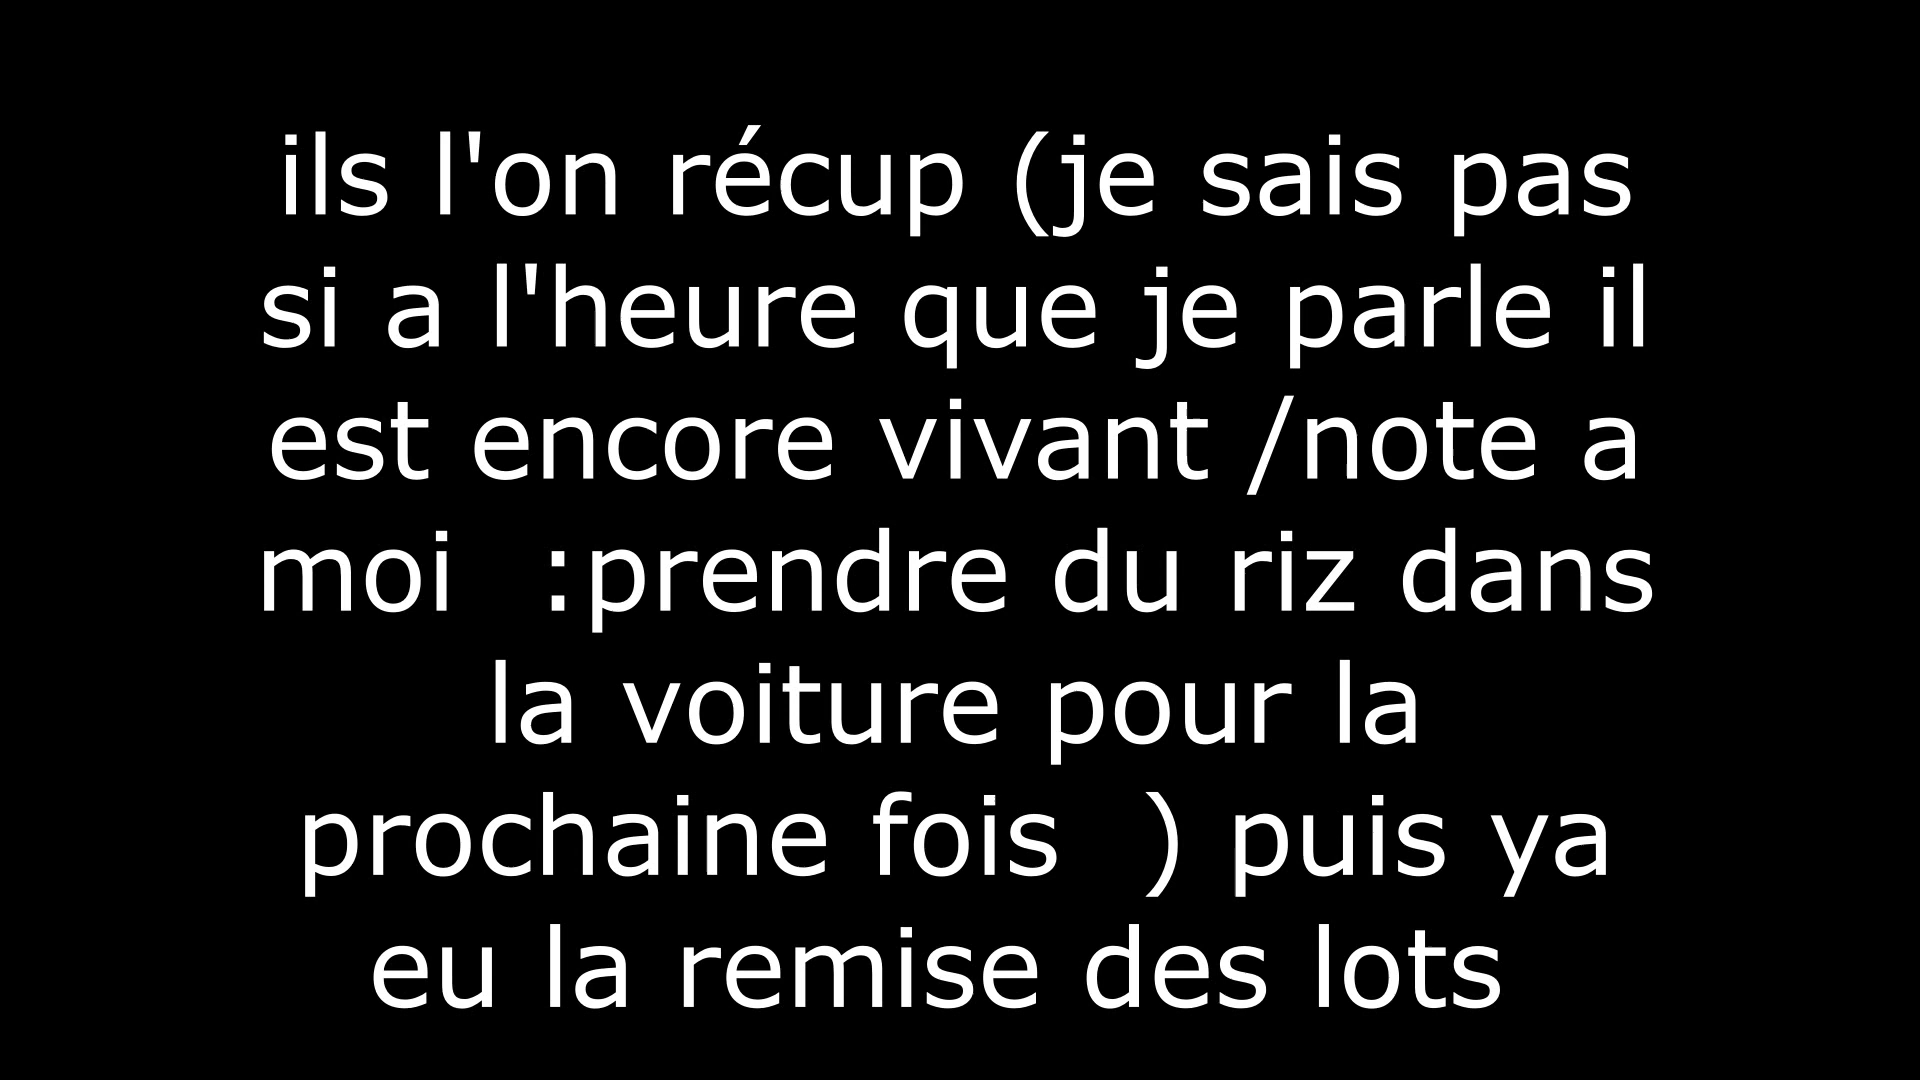 ils l'on récup (je sais pas
si a l'heure que je parle il
est encore vivant /note a
moi  :prendre du riz dans
la voiture pour la
prochaine fois  ) puis ya
eu la remise des lots